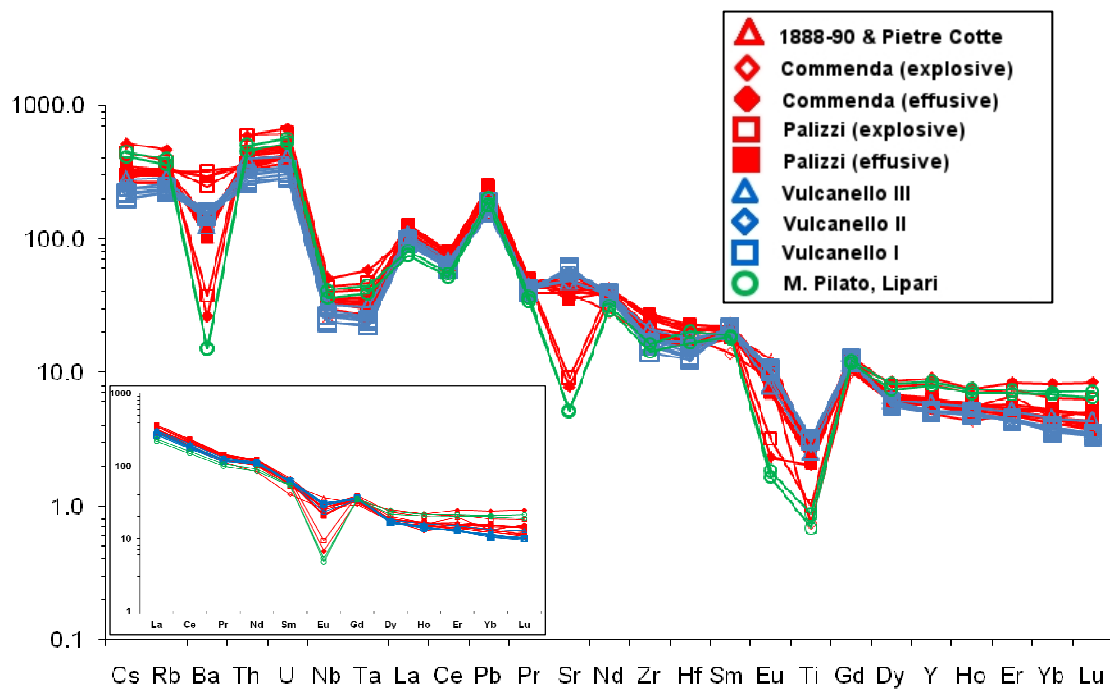 1888-90 & Pietre Cotte
Commenda (explosive)
Commenda (effusive)
Palizzi (explosive)
Palizzi (effusive)
Vulcanello III
Vulcanello II
Vulcanello I
M. Pilato, Lipari
1000.0
100.0
10.0
1.0
0.1
Cs Rb Ba Th U Nb Ta La Ce Pb Pr Sr Nd Zr Hf Sm Eu Ti Gd Dy Y Ho Er Yb Lu
1000
100
10
1
La Ce Pr Nd Sm Eu Gd Dy Ho Er Yb Lu